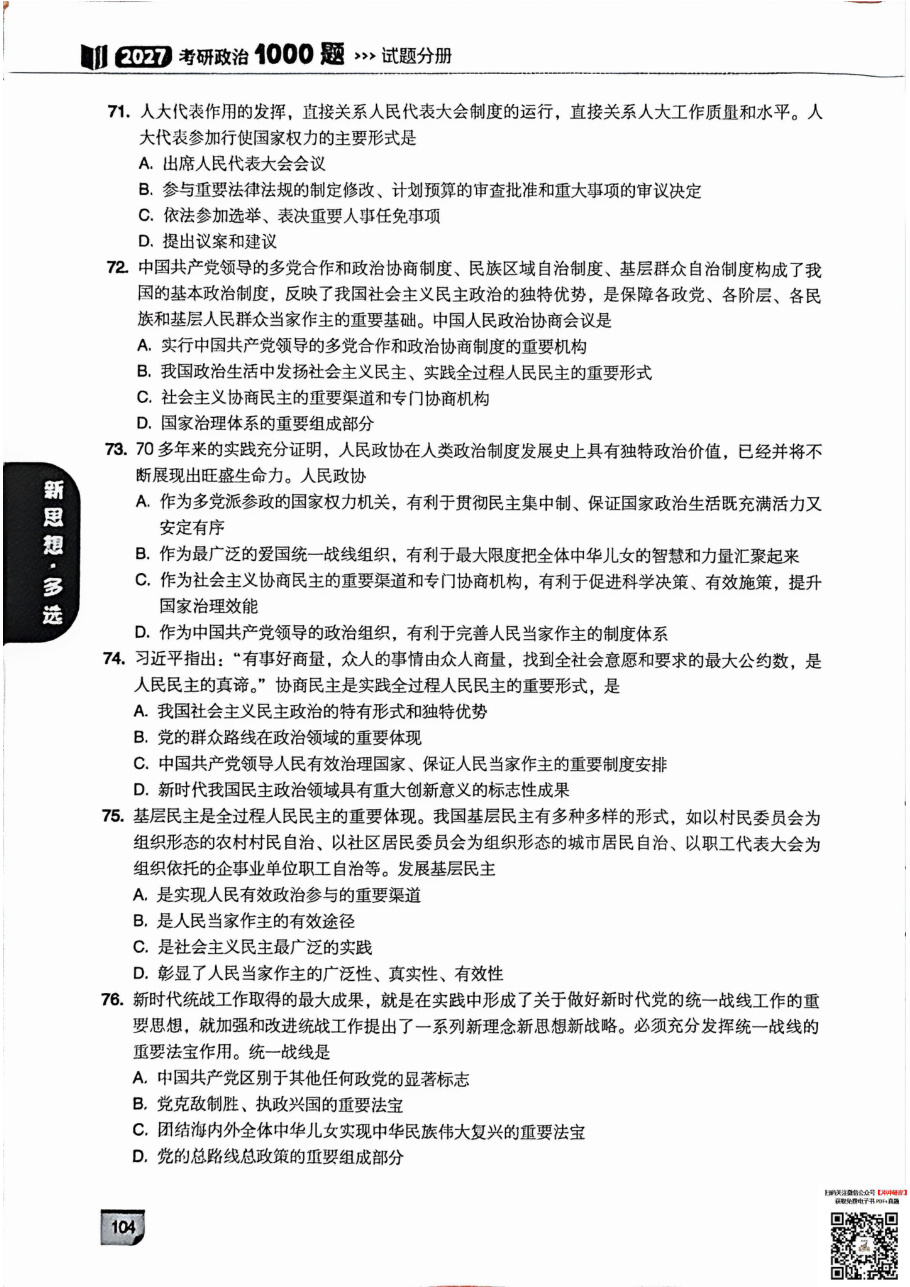 2027 考研政治 1000 题 >>> 试题分册
71. 人大代表作用的发挥，直接关系人民代表大会制度的运行，直接关系人大工作质量和水平。人
大代表参加行使国家权力的主要形式是
A. 出席人民代表大会会议
B. 参与重要法律法规的制定修改、计划预算的审查批准和重大事项的审议决定
C. 依法参加选举、表决重要人事任免事项
D. 提出议案和建议
72. 中国共产党领导的多党合作和政治协商制度、民族区域自治制度、基层群众自治制度构成了我
国的基本政治制度，反映了我国社会主义民主政治的独特优势，是保障各政党、各阶层、各民
族和基层人民群众当家作主的重要基础。中国人民政治协商会议是
A. 实行中国共产党领导的多党合作和政治协商制度的重要机构
B. 我国政治生活中发扬社会主义民主、实践全过程人民民主的重要形式
C. 社会主义协商民主的重要渠道和专门协商机构
D. 国家治理体系的重要组成部分
73. 70 多年来的实践充分证明，人民政协在人类政治制度发展史上具有独特政治价值，已经并将不
断展现出旺盛生命力。人民政协
A. 作为多党派参政的国家权力机关，有利于贯彻民主集中制、保证国家政治生活既充满活力又
安定有序
B. 作为最广泛的爱国统一战线组织，有利于最大限度把全体中华儿女的智慧和力量汇聚起来
C. 作为社会主义协商民主的重要渠道和专门协商机构，有利于促进科学决策、有效施策，提升
国家治理效能
D. 作为中国共产党领导的政治组织，有利于完善人民当家作主的制度体系
74. 习近平指出：“有事好商量，众人的事情由众人商量，找到全社会意愿和要求的最大公约数，是
人民民主的真谛。”协商民主是实践全过程人民民主的重要形式，是
A. 我国社会主义民主政治的特有形式和独特优势
B. 党的群众路线在政治领域的重要体现
C. 中国共产党领导人民有效治理国家、保证人民当家作主的重要制度安排
D. 新时代我国民主政治领域具有重大创新意义的标志性成果
75. 基层民主是全过程人民民主的重要体现。我国基层民主有多种多样的形式，如以村民委员会为
组织形态的农村村民自治、以社区居民委员会为组织形态的城市居民自治、以职工代表大会为
组织依托的企事业单位职工自治等。发展基层民主
A. 是实现人民有效政治参与的重要渠道
B. 是人民当家作主的有效途径
C. 是社会主义民主最广泛的实践
D. 彰显了人民当家作主的广泛性、真实性、有效性
76. 新时代统战工作取得的最大成果，就是在实践中形成了关于做好新时代党的统一战线工作的重
要思想，就加强和改进统战工作提出了一系列新理念新思想新战略。必须充分发挥统一战线的
重要法宝作用。统一战线是
A. 中国共产党区别于其他任何政党的显著标志
B. 党克敌制胜、执政兴国的重要法宝
C. 团结海内外全体中华儿女实现中华民族伟大复兴的重要法宝
D. 党的总路线总政策的重要组成部分
新思想·多选
104
扫码关注微信公众号【冲冲研库】
获取免费电子书PDF+真题